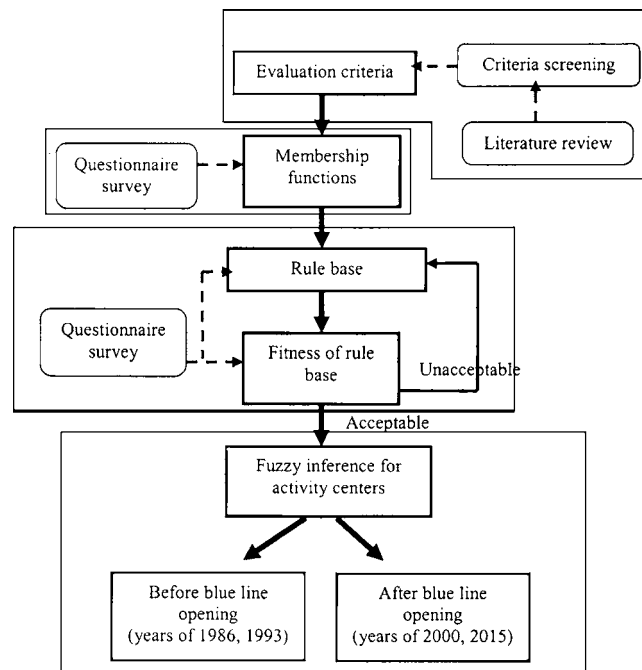 Evaluation criteria
Criteria screening
Literature review
Questionnaire
survey
Membership
functions
Rule base
Questionnaire
survey
Fitness of rule
base
Unacceptable
Acceptable
Fuzzy inference for
activity centers
Before blue line
opening
(years of 1986, 1993)
After blue line
opening
(years of 2000, 2015)